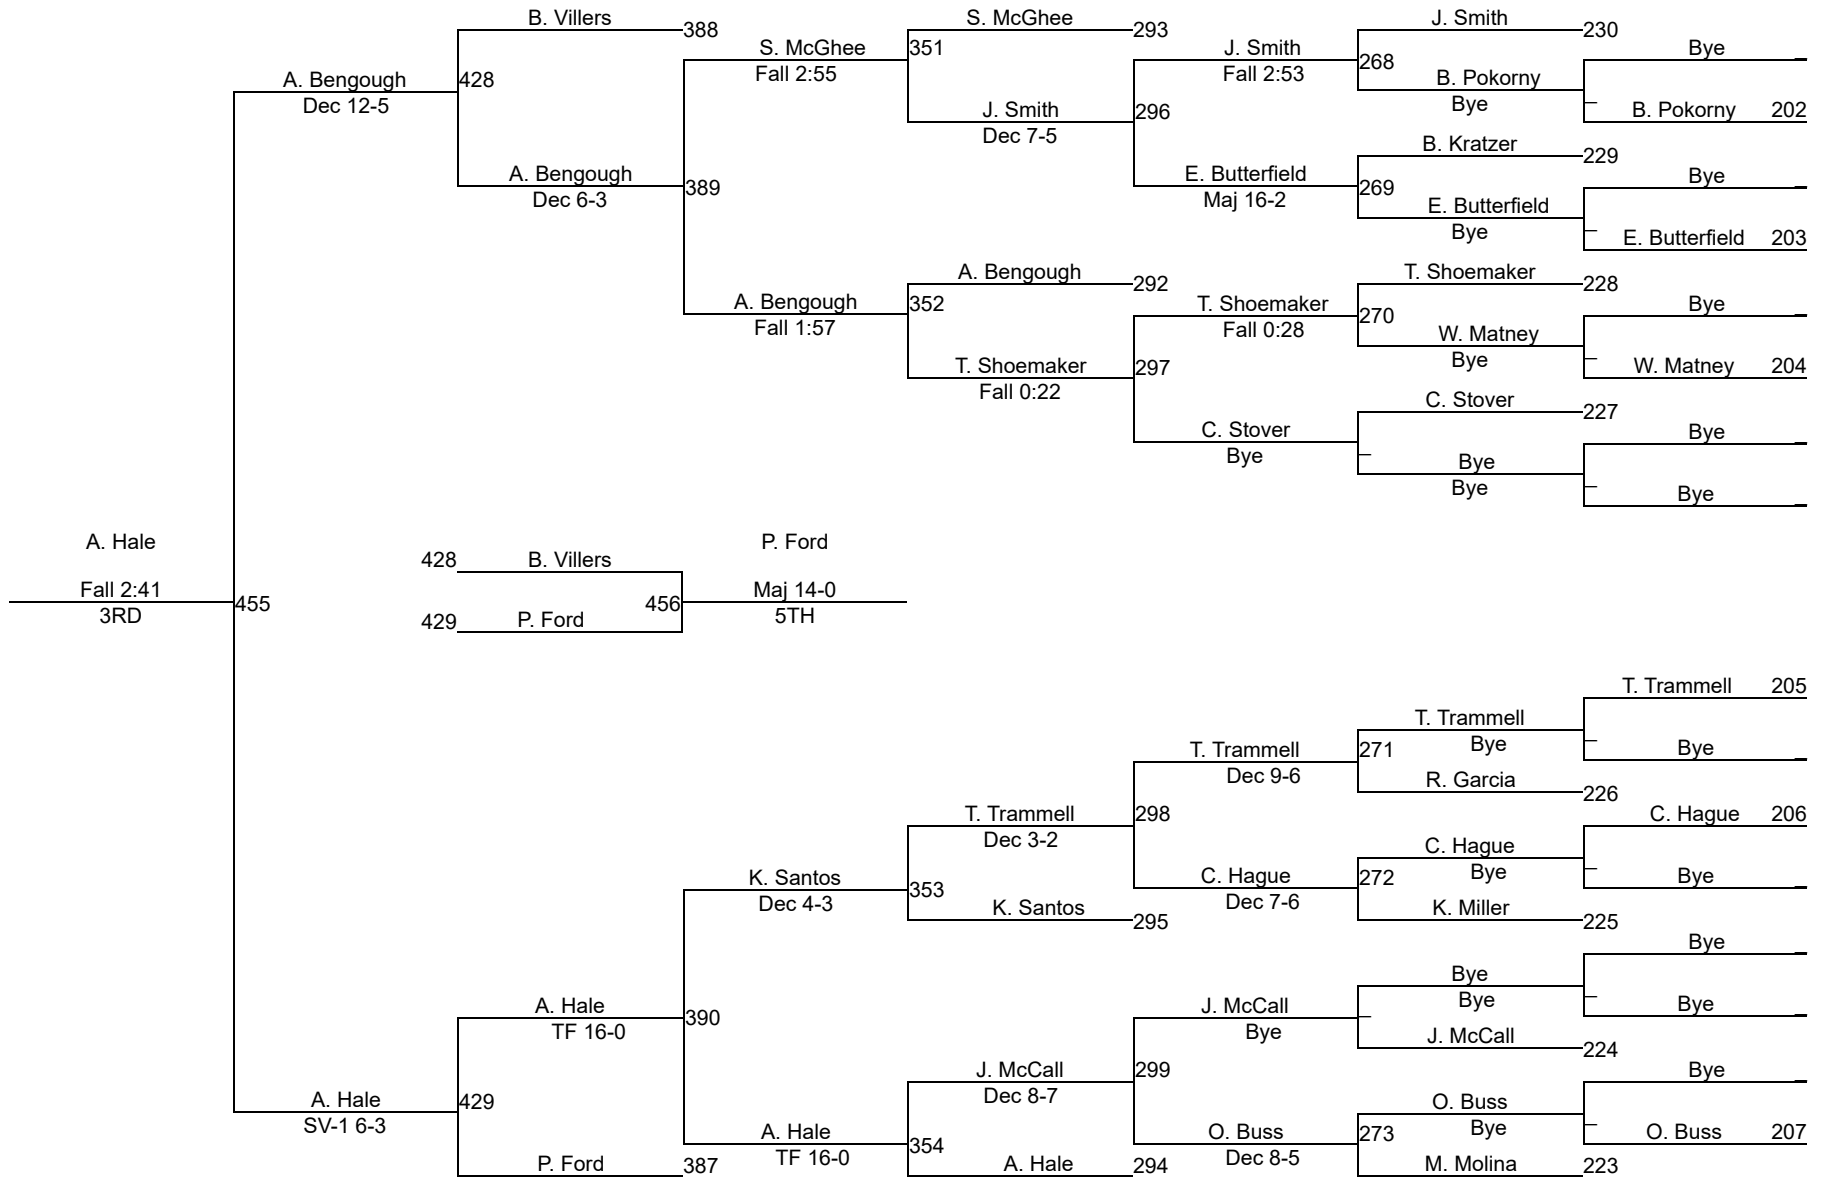 B. Villers 388
S. McGhee 293
J. Smith 230
S. McGhee 351
J. Smith
Bye
Fall 2:55
Fall 2:53 268
A. Bengough 428
B. Pokorny
Dec 12-5
Bye
J. Smith 296
B. Pokorny 202
Dec 7-5
B. Kratzer 229
A. Bengough 389
E. Butterfield 269
Bye
Dec 6-3
Maj 16-2
E. Butterfield
Bye
E. Butterfield 203
A. Bengough 292
T. Shoemaker 228
A. Bengough 352
T. Shoemaker 270
Bye
Fall 1:57
Fall 0:28
W. Matney
Bye
T. Shoemaker 297
W. Matney 204
Fall 0:22
C. Stover 227
C. Stover
Bye
Bye
Bye
Bye
Bye
A. Hale
P. Ford
428 B. Villers
Fall 2:41
Maj 14-0
3RD 455
456
5TH
429 P. Ford
T. Trammell 205
T. Trammell
T. Trammell 271
Bye
Bye
Dec 9-6
R. Garcia 226
T. Trammell 298
C. Hague 206
Dec 3-2
C. Hague
K. Santos 353
C. Hague 272
Bye
Bye
Dec 4-3
Dec 7-6
K. Santos 295
K. Miller 225
Bye
Bye
A. Hale 390
J. McCall
Bye
Bye
TF 16-0
Bye
J. McCall 224
J. McCall 299
Bye
Dec 8-7
A. Hale 429
O. Buss
SV-1 6-3
A. Hale 354
O. Buss 273
Bye
O. Buss 207
TF 16-0
Dec 8-5
P. Ford 387
A. Hale 294
M. Molina 223